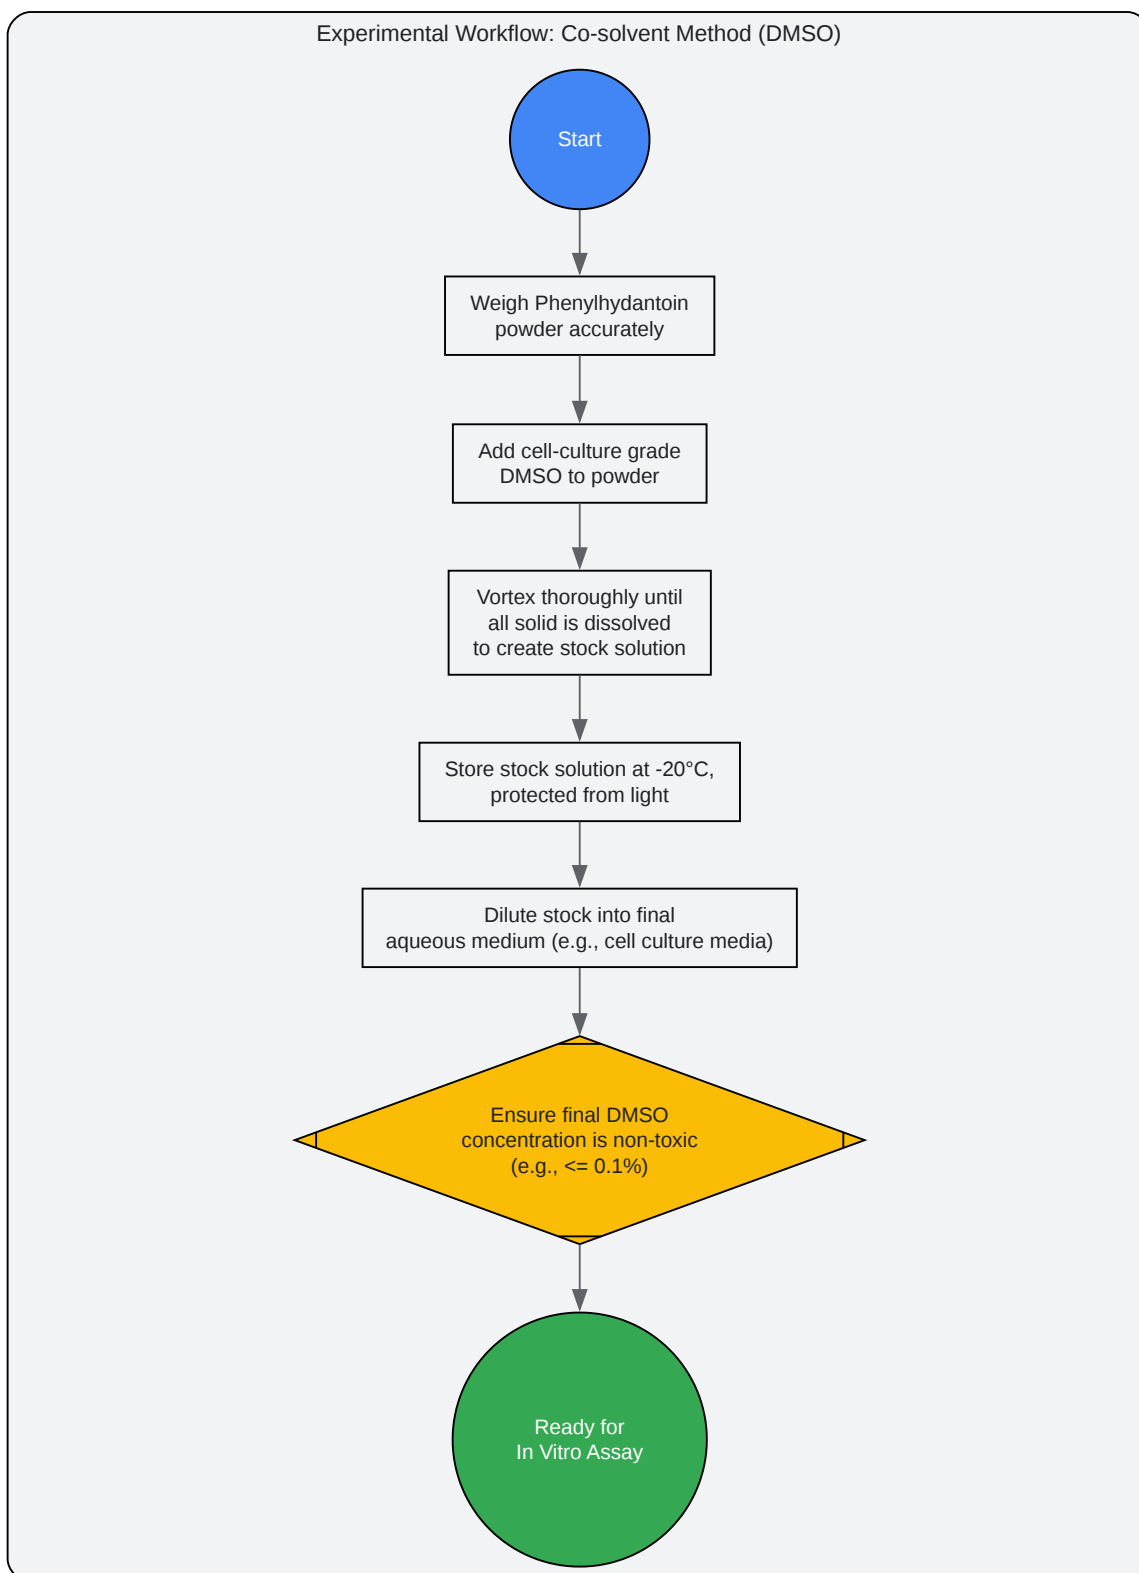 Experimental Workflow: Co-solvent Method (DMSO)
Start
Weigh Phenylhydantoin
powder accurately
Add cell-culture grade
DMSO to powder
Vortex thoroughly until
all solid is dissolved
to create stock solution
Store stock solution at -20°C,
protected from light
Dilute stock into final
aqueous medium (e.g., cell culture media)
Ensure final DMSO
concentration is non-toxic
(e.g., <= 0.1%)
Ready for
In Vitro Assay